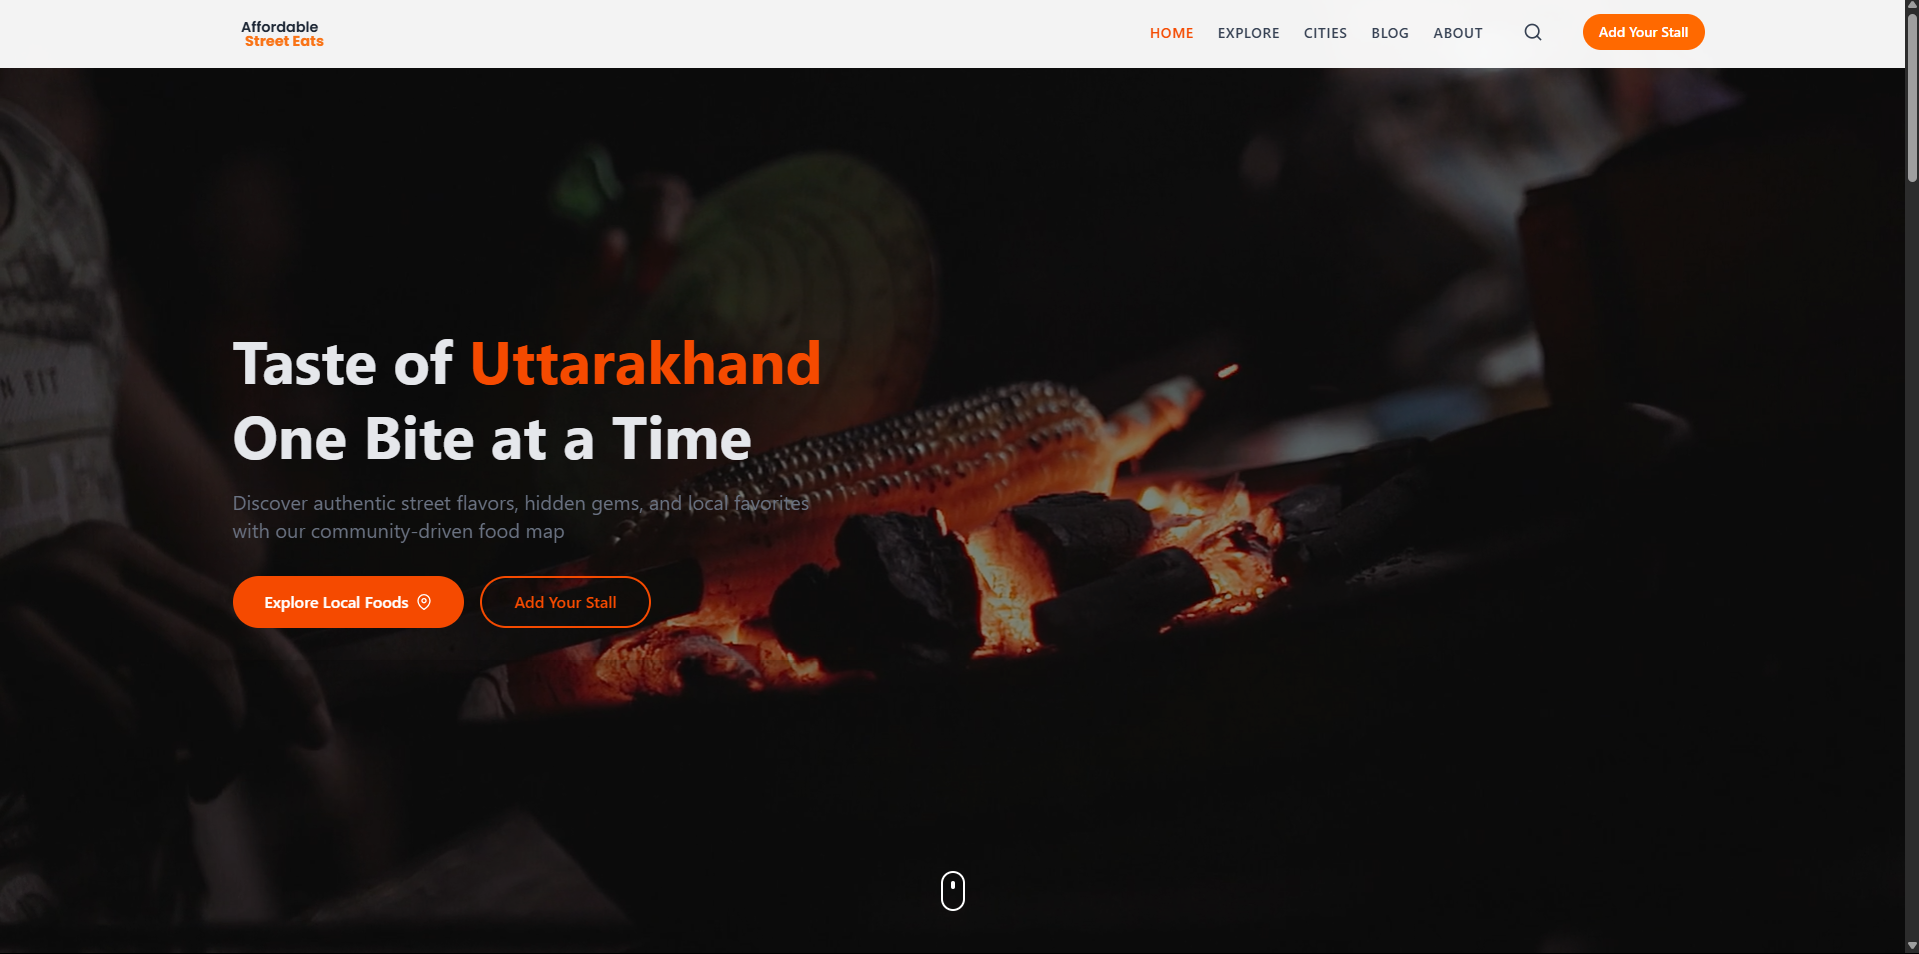 Affordable
Street Eats
HOME EXPLORE CITIES BLOG ABOUT
Add Your Stall
Taste of Uttarakhand
One Bite at a Time
Discover authentic street flavors, hidden gems, and local favorites
with our community-driven food map
Explore Local Foods
Add Your Stall